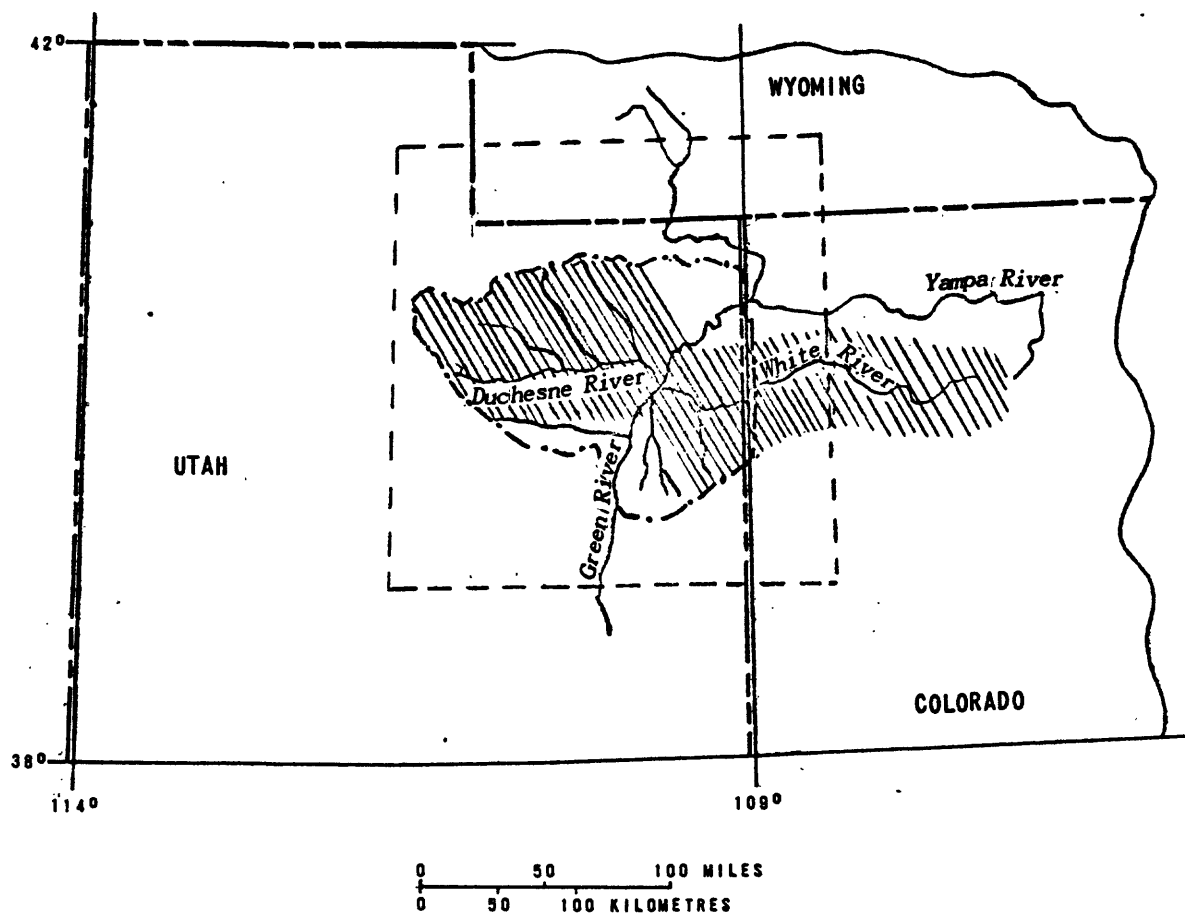 42°
WYOMING
Yampa River
White River
Duchesne River
UTAH
Green River
COLORADO
38°
114°
109°
0 50 100 MILES
0 50 100 KILOMETRES